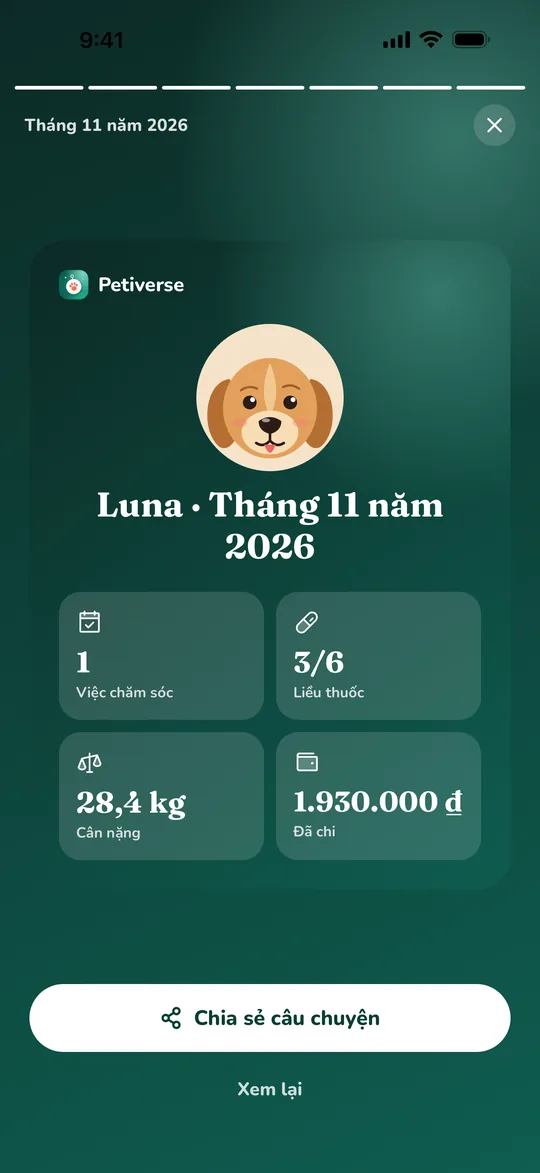 9:41
Tháng 11 năm 2026
Petiverse
Luna · Tháng 11 năm
2026
1
Việc chăm sóc
3/6
Liều thuốc
28,4 kg
Cân nặng
1.930.000 ₫
Đã chi
Chia sẻ câu chuyện
Xem lại